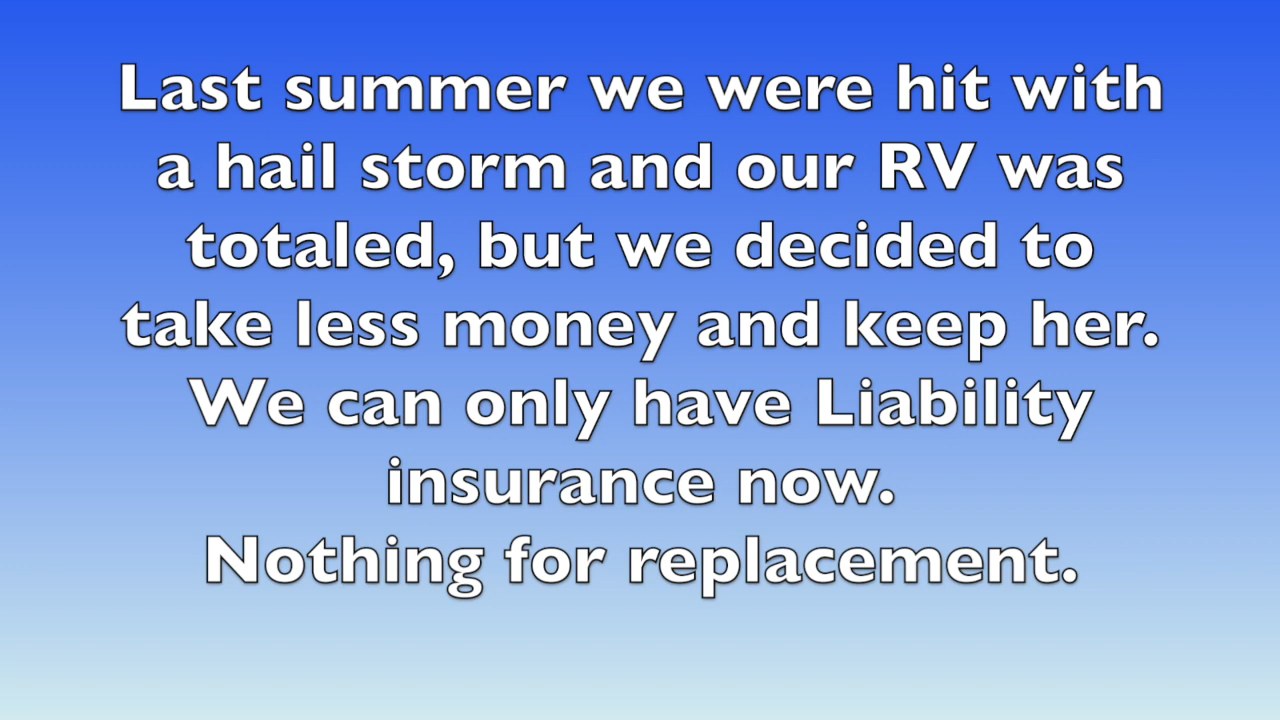 Last summer we were hit with
a hail storm and our RV was
totaled, but we decided to
take less money and keep her.
We can only have Liability
insurance now.
Nothing for replacement.